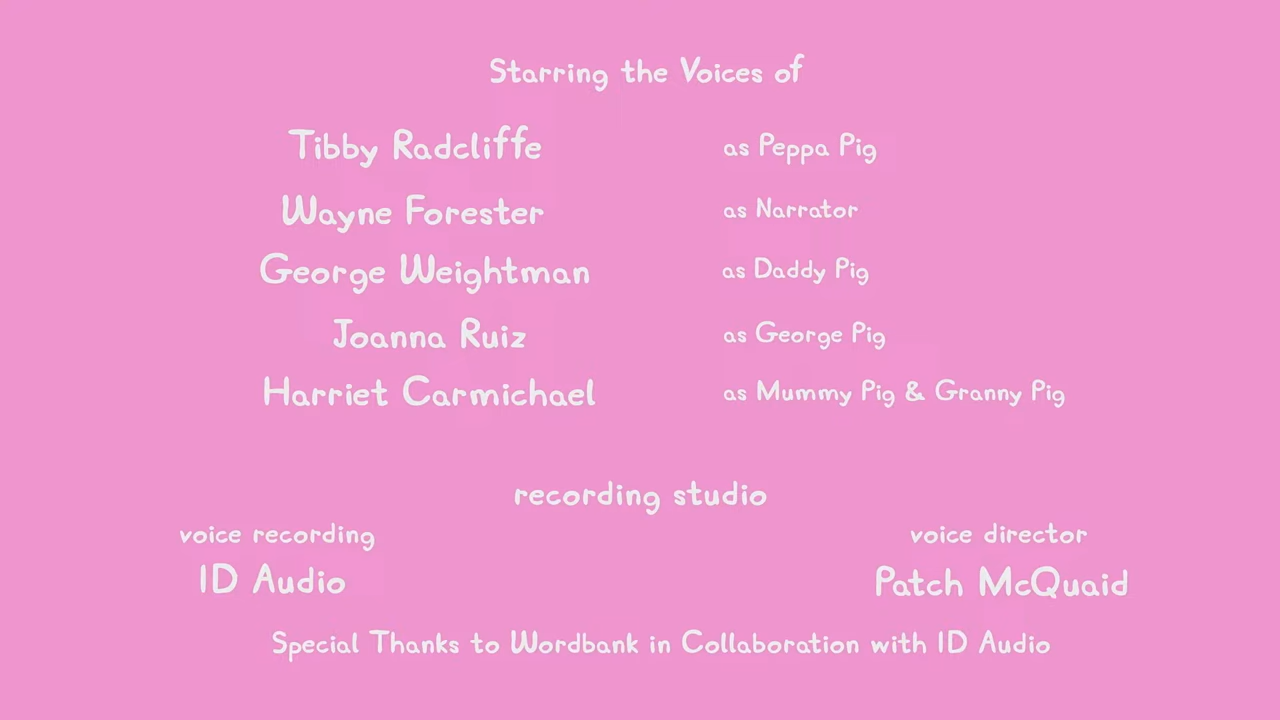 Starring the Voices of
Tibby Radcliffe as Peppa Pig
Wayne Forester as Narrator
George Weightman as Daddy Pig
Joanna Ruiz as George Pig
Harriet Carmichael as Mummy Pig & Granny Pig
recording studio
voice recording voice director
ID Audio Patch McQuaid
Special Thanks to Wordbank in Collaboration with ID Audio